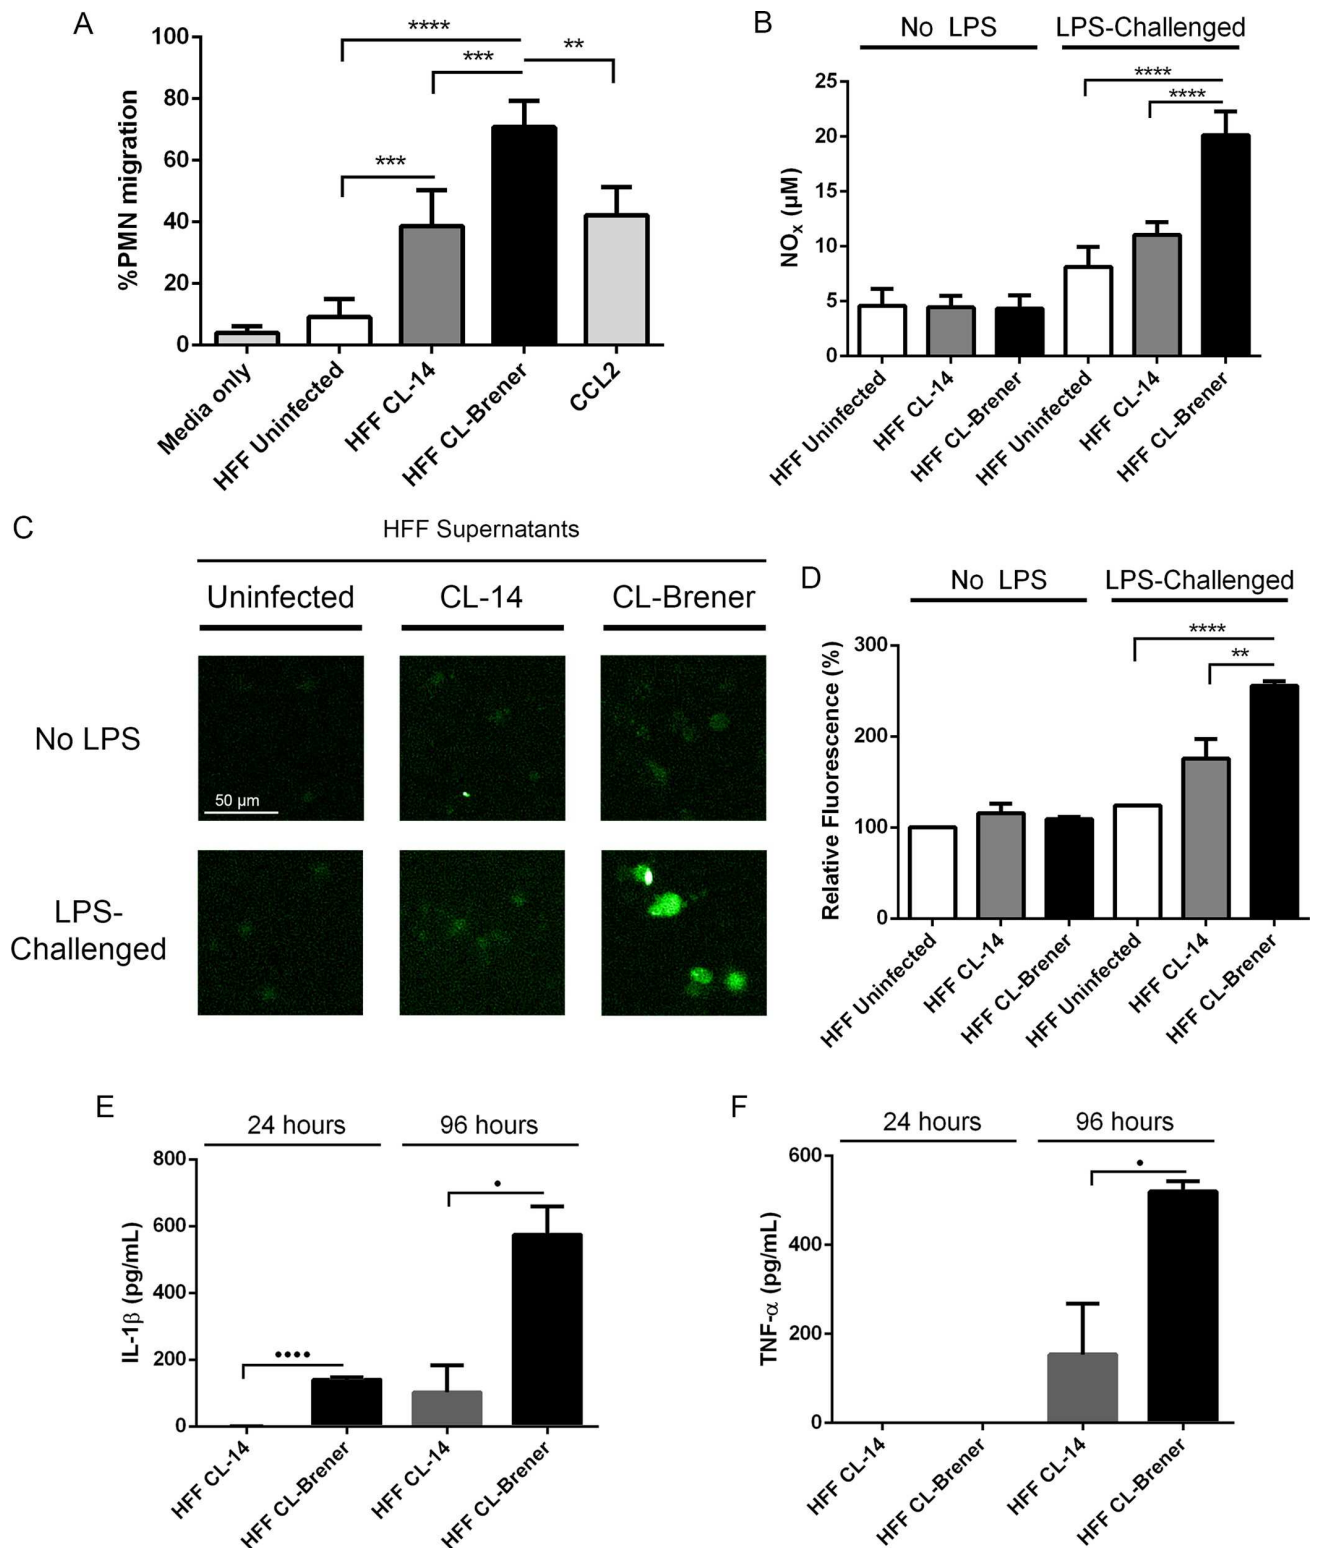 A
%PMN migration
100
80
60
40
20
0
****
***
**
***
Media only
HFF Uninfected
HFF CL-14
HFF CL-Brener
CCL2
B
No LPS
LPS-Challenged
NOx (µM)
25
20
15
10
5
0
****
****
HFF Uninfected
HFF CL-14
HFF CL-Brener
HFF Uninfected
HFF CL-14
HFF CL-Brener
C
HFF Supernatants
Uninfected
CL-14
CL-Brener
No LPS
50 µm
LPS-
Challenged
D
No LPS
LPS-Challenged
Relative Fluorescence (%)
300
200
100
0
****
**
HFF Uninfected
HFF CL-14
HFF CL-Brener
HFF Uninfected
HFF CL-14
HFF CL-Brener
E
24 hours
96 hours
IL-1β (pg/mL)
800
600
400
200
0
••••
•
HFF CL-14
HFF CL-Brener
HFF CL-14
HFF CL-Brener
F
24 hours
96 hours
TNF-α (pg/mL)
600
400
200
0
•
HFF CL-14
HFF CL-Brener
HFF CL-14
HFF CL-Brener